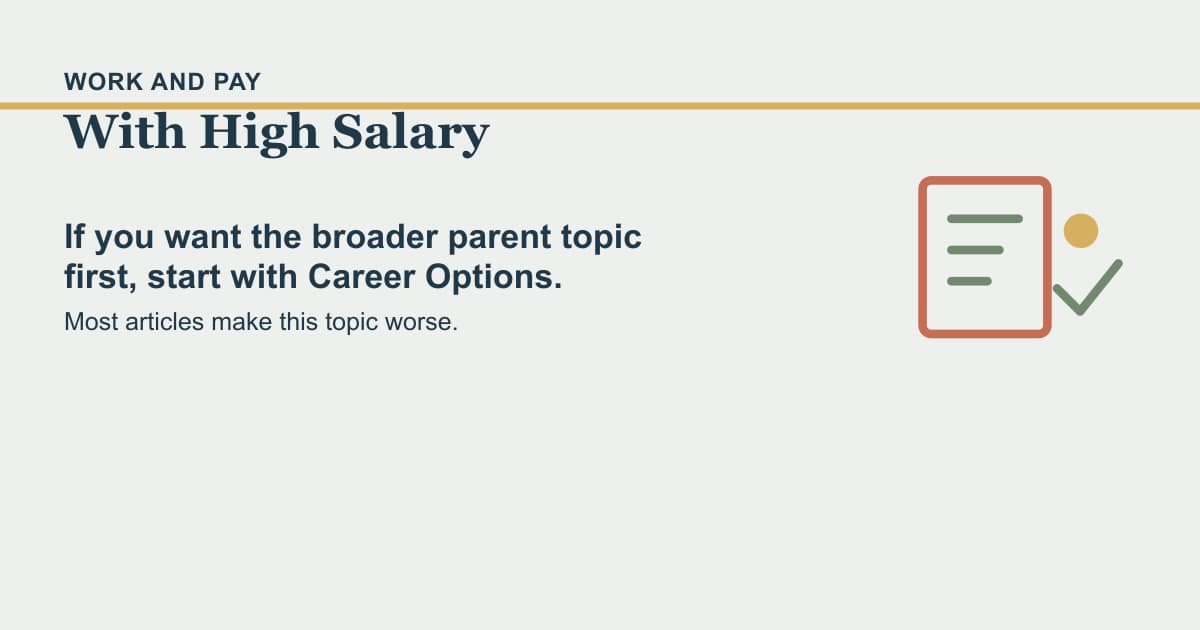 WORK AND PAY
With High Salary
If you want the broader parent topic
first, start with Career Options.
Most articles make this topic worse.